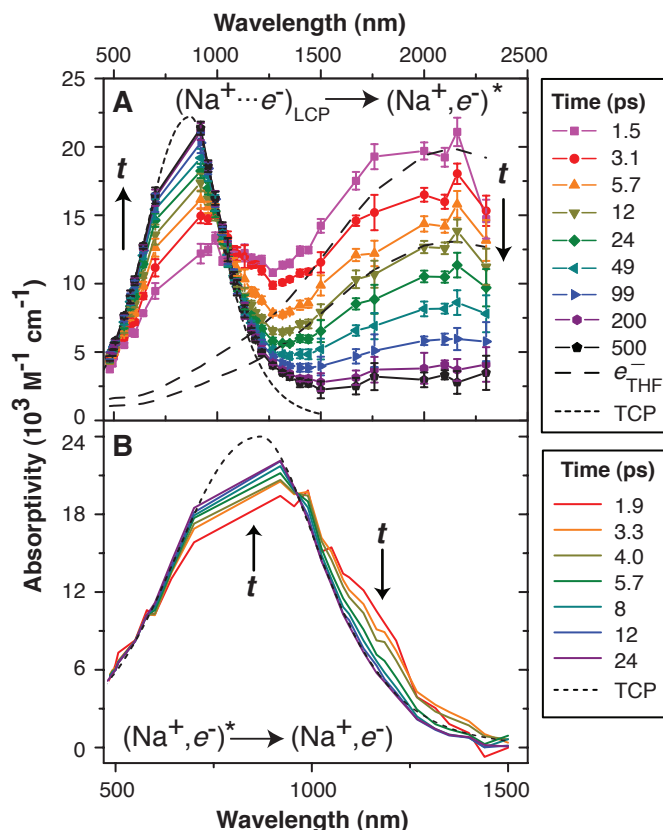 Wavelength (nm)
500 1000 1500 2000 2500
25
20
15
10
5
0
A
(Na⁺···e⁻)LCP → (Na⁺,e⁻)*
t
t
Time (ps)
1.5
3.1
5.7
12
24
49
99
200
500
e⁻THF
TCP
Absorptivity (10³ M⁻¹ cm⁻¹)
24
18
12
6
0
B
t
t
(Na⁺,e⁻)* → (Na⁺,e⁻)
Time (ps)
1.9
3.3
4.0
5.7
8
12
24
TCP
500 1000 1500
Wavelength (nm)